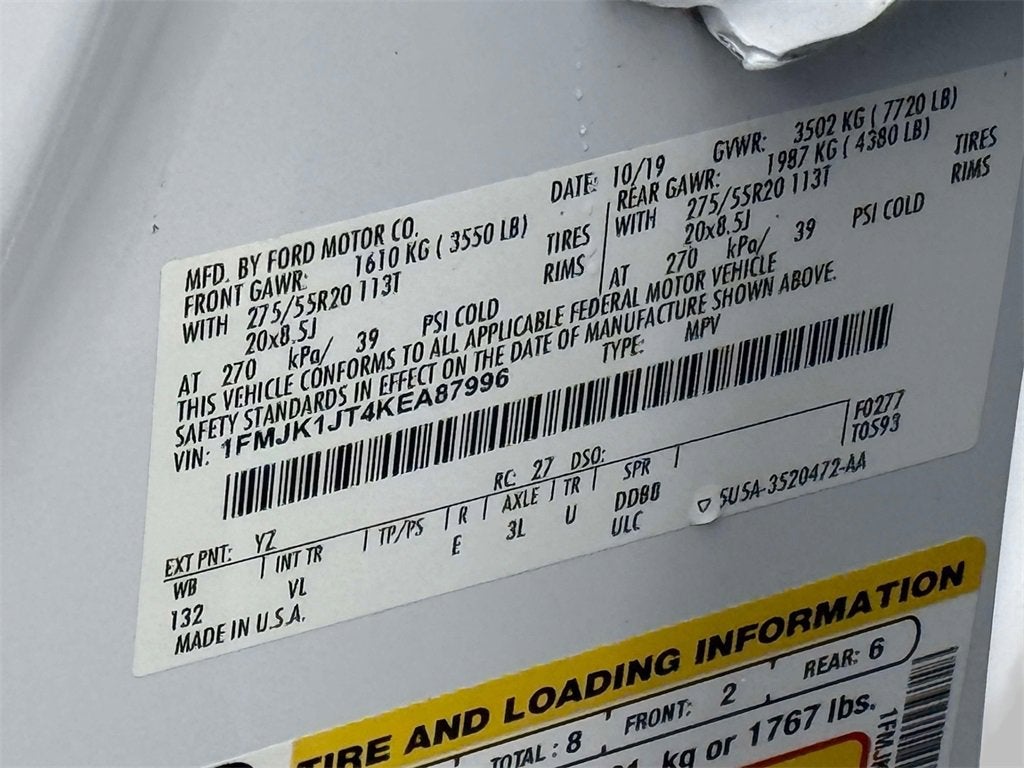 MFD. BY FORD MOTOR CO.
DATE: 10/19
GVWR: 3502 KG ( 7720 LB)
FRONT GAWR: 1610 KG ( 3550 LB)
REAR GAWR: 1987 KG ( 4380 LB)
WITH 275/55R20 113T TIRES
WITH 275/55R20 113T TIRES
20x8.5J RIMS
20x8.5J RIMS
AT 270 kPa/ 39 PSI COLD
AT 270 kPa/ 39 PSI COLD
THIS VEHICLE CONFORMS TO ALL APPLICABLE FEDERAL MOTOR VEHICLE
SAFETY STANDARDS IN EFFECT ON THE DATE OF MANUFACTURE SHOWN ABOVE.
VIN: 1FMJK1JT4KEA87996
TYPE: MPV
F0277
T0593
EXT PNT: YZ RC: 27 DSO:
WB INT TR TP/PS R AXLE TR SPR
132 VL E 3L U DDBB
ULC
MADE IN U.S.A.
5U5A-3520472-AA
TIRE AND LOADING INFORMATION
TOTAL : 8 FRONT: 2 REAR: 6
kg or 1767 lbs.
1FMJK